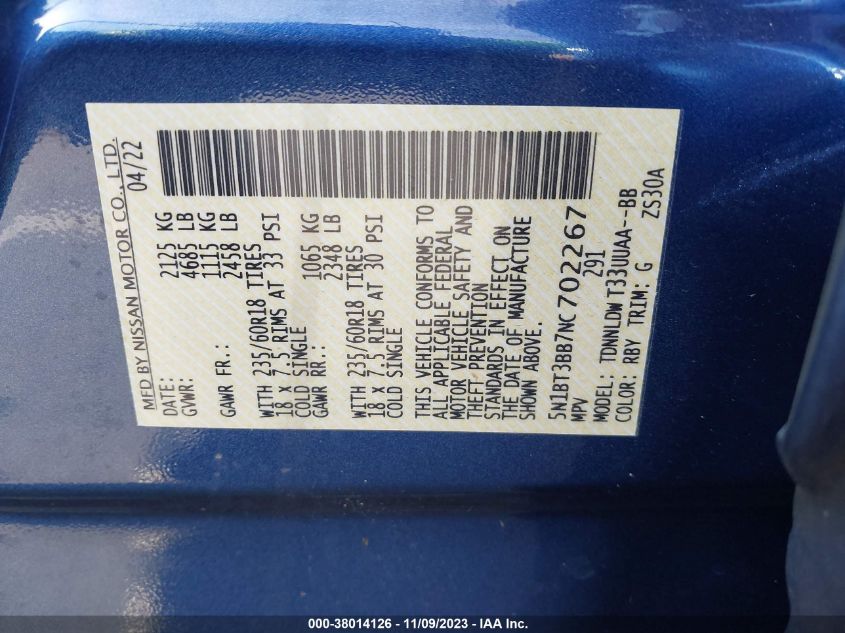 MFD BY NISSAN MOTOR CO., LTD.
DATE: 04/22
GVWR: 2125 KG
4685 LB
GAWR FR.: 1115 KG
2458 LB
WITH 235/60R18 TIRES
18 X 7.5 RIMS AT 33 PSI
COLD SINGLE
GAWR RR.: 1065 KG
2348 LB
WITH 235/60R18 TIRES
18 X 7.5 RIMS AT 30 PSI
COLD SINGLE
THIS VEHICLE CONFORMS TO
ALL APPLICABLE FEDERAL
MOTOR VEHICLE SAFETY AND
THEFT PREVENTION
STANDARDS IN EFFECT ON
THE DATE OF MANUFACTURE
SHOWN ABOVE.
5N1BT3BB7NC702267
MPV 291
MODEL: TDNNLDW T33UUAA--BB
COLOR: RBY TRIM: G ZS30A
000-38014126 - 11/09/2023 - IAA Inc.